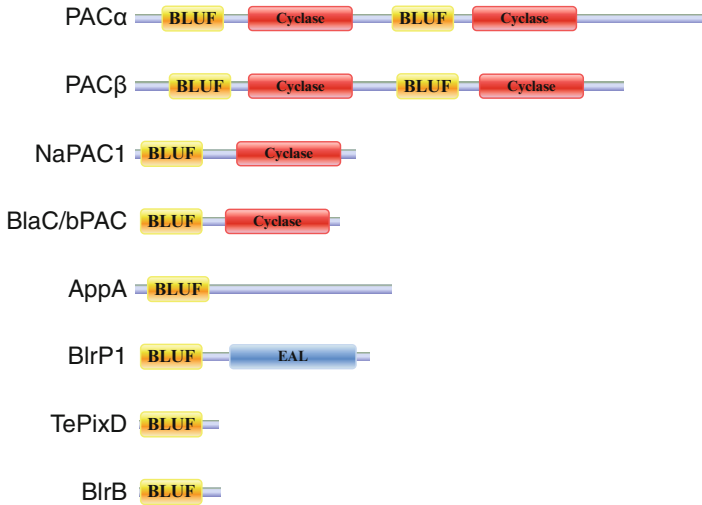 PACα BLUF Cyclase BLUF Cyclase
PACβ BLUF Cyclase BLUF Cyclase
NaPAC1 BLUF Cyclase
BlaC/bPAC BLUF Cyclase
AppA BLUF
BlrP1 BLUF EAL
TePixD BLUF
BlrB BLUF